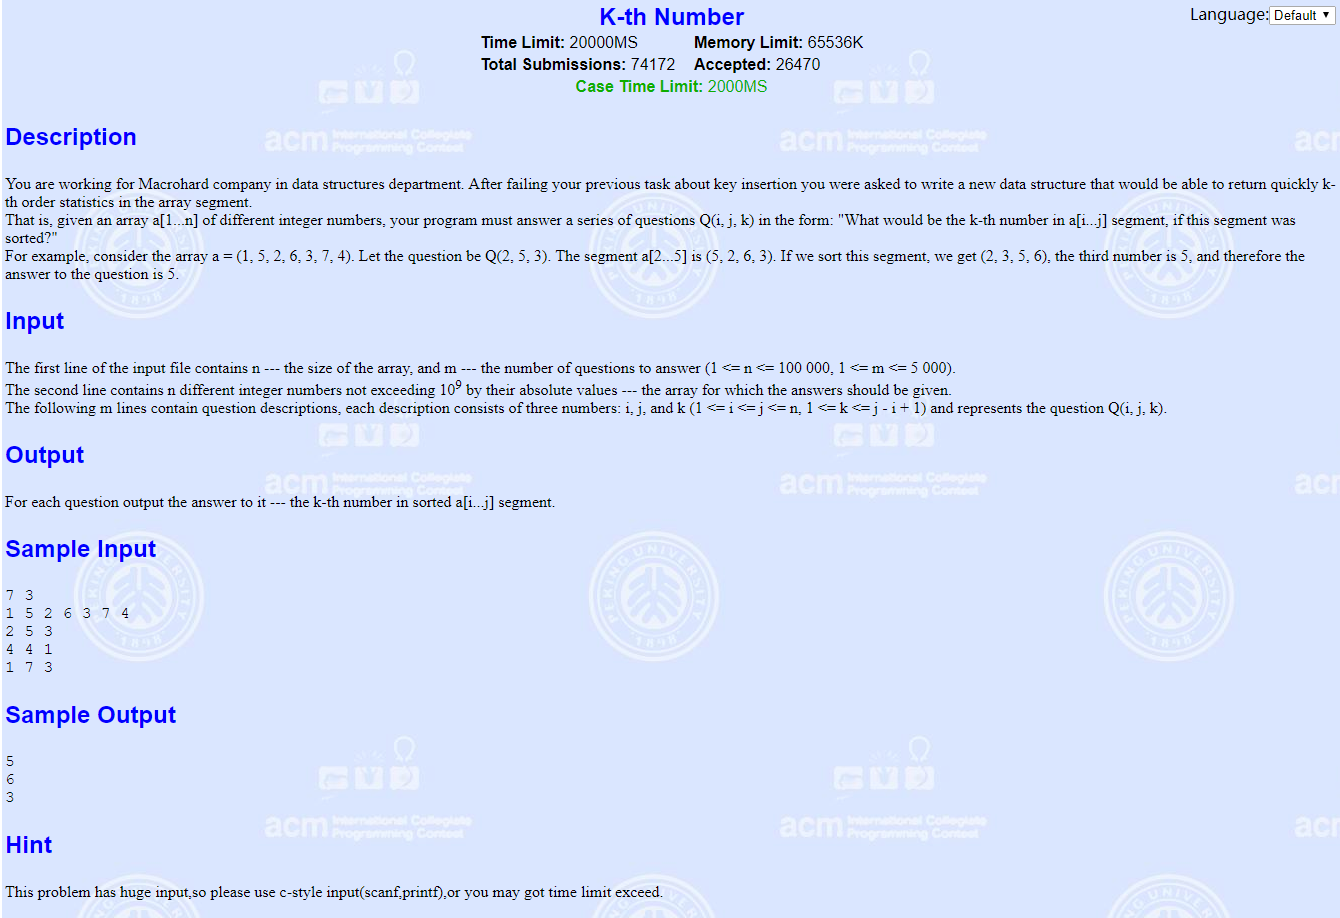 K-th Number
Language: Default
Time Limit: 20000MS Memory Limit: 65536K
Total Submissions: 74172 Accepted: 26470
Case Time Limit: 2000MS
Description
You are working for Macrohard company in data structures department. After failing your previous task about key insertion you were asked to write a new data structure that would be able to return quickly k-
th order statistics in the array segment.
That is, given an array a[1...n] of different integer numbers, your program must answer a series of questions Q(i, j, k) in the form: "What would be the k-th number in a[i...j] segment, if this segment was
sorted?"
For example, consider the array a = (1, 5, 2, 6, 3, 7, 4). Let the question be Q(2, 5, 3). The segment a[2...5] is (5, 2, 6, 3). If we sort this segment, we get (2, 3, 5, 6), the third number is 5, and therefore the
answer to the question is 5.
Input
The first line of the input file contains n --- the size of the array, and m --- the number of questions to answer (1 <= n <= 100 000, 1 <= m <= 5 000).
The second line contains n different integer numbers not exceeding 10⁹ by their absolute values --- the array for which the answers should be given.
The following m lines contain question descriptions, each description consists of three numbers: i, j, and k (1 <= i <= j <= n, 1 <= k <= j - i + 1) and represents the question Q(i, j, k).
Output
For each question output the answer to it --- the k-th number in sorted a[i...j] segment.
Sample Input
7 3
1 5 2 6 3 7 4
2 5 3
4 4 1
1 7 3
Sample Output
5
6
3
Hint
This problem has huge input,so please use c-style input(scanf,printf),or you may got time limit exceed.